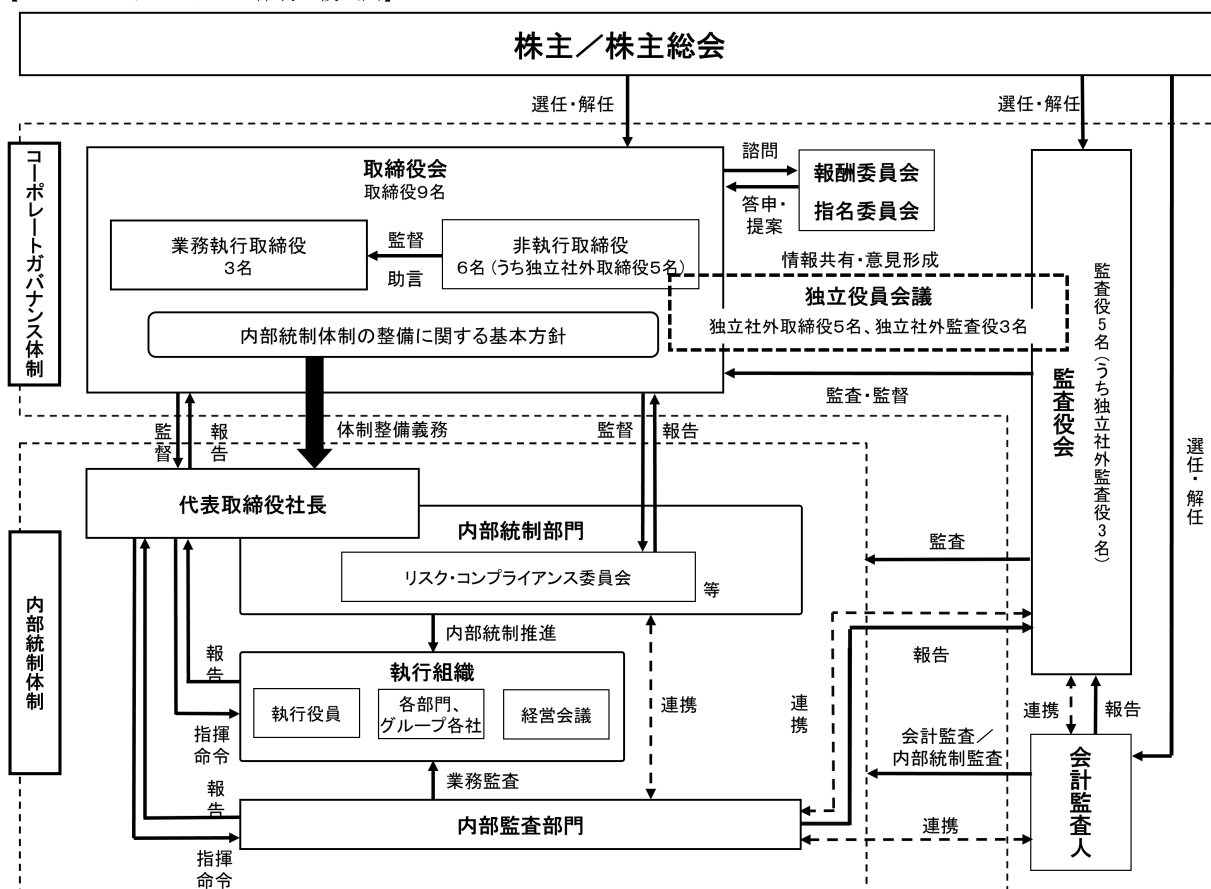 株主／株主総会
選任・解任
選任・解任
コーポレートガバナンス体制
取締役会
取締役9名
諮問
報酬委員会
指名委員会
答申・
提案
業務執行取締役
3名
監督
助言
非執行取締役
6名（うち独立社外取締役5名）
情報共有・意見形成
独立役員会議
独立社外取締役5名、独立社外監査役3名
内部統制体制の整備に関する基本方針
監査役会
監査役5名（うち独立社外監査役3名）
監査・監督
選任・解任
監督
報告
体制整備義務
監督
報告
代表取締役社長
内部統制部門
リスク・コンプライアンス委員会
等
監査
内部統制体制
内部統制推進
報告
執行組織
執行役員
各部門、
グループ各社
経営会議
連携
連携
報告
指揮
命令
連携
報告
会計監査／
内部統制監査
会計監査人
業務監査
報告
内部監査部門
連携
指揮
命令